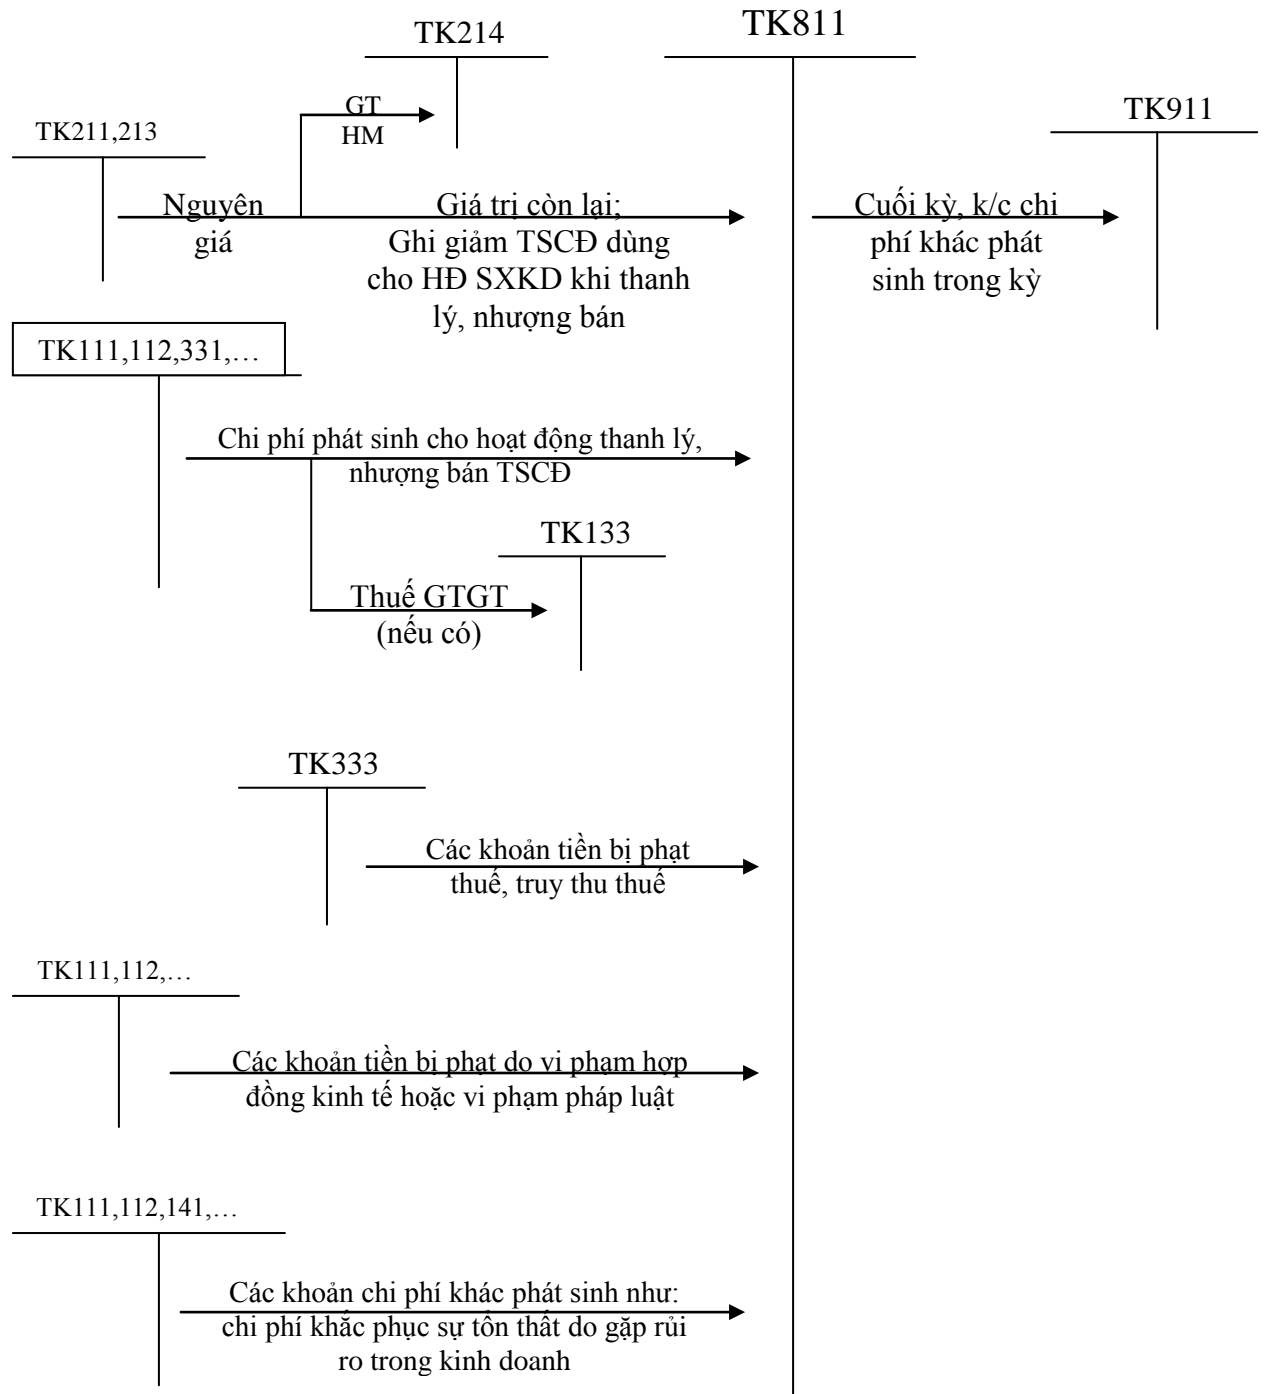 TK214
TK811
GT
HM
TK911
TK211,213
Nguyên
giá
Giá trị còn lại;
Ghi giảm TSCĐ dùng
cho HĐ SXKD khi thanh
lý, nhượng bán
Cuối kỳ, k/c chi
phí khác phát
sinh trong kỳ
TK111,112,331,…
Chi phí phát sinh cho hoạt động thanh lý,
nhượng bán TSCĐ
TK133
Thuế GTGT
(nếu có)
TK333
Các khoản tiền bị phạt
thuế, truy thu thuế
TK111,112,…
Các khoản tiền bị phạt do vi phạm hợp
đồng kinh tế hoặc vi phạm pháp luật
TK111,112,141,…
Các khoản chi phí khác phát sinh như:
chi phí khắc phục sự tổn thất do gặp rủi
ro trong kinh doanh